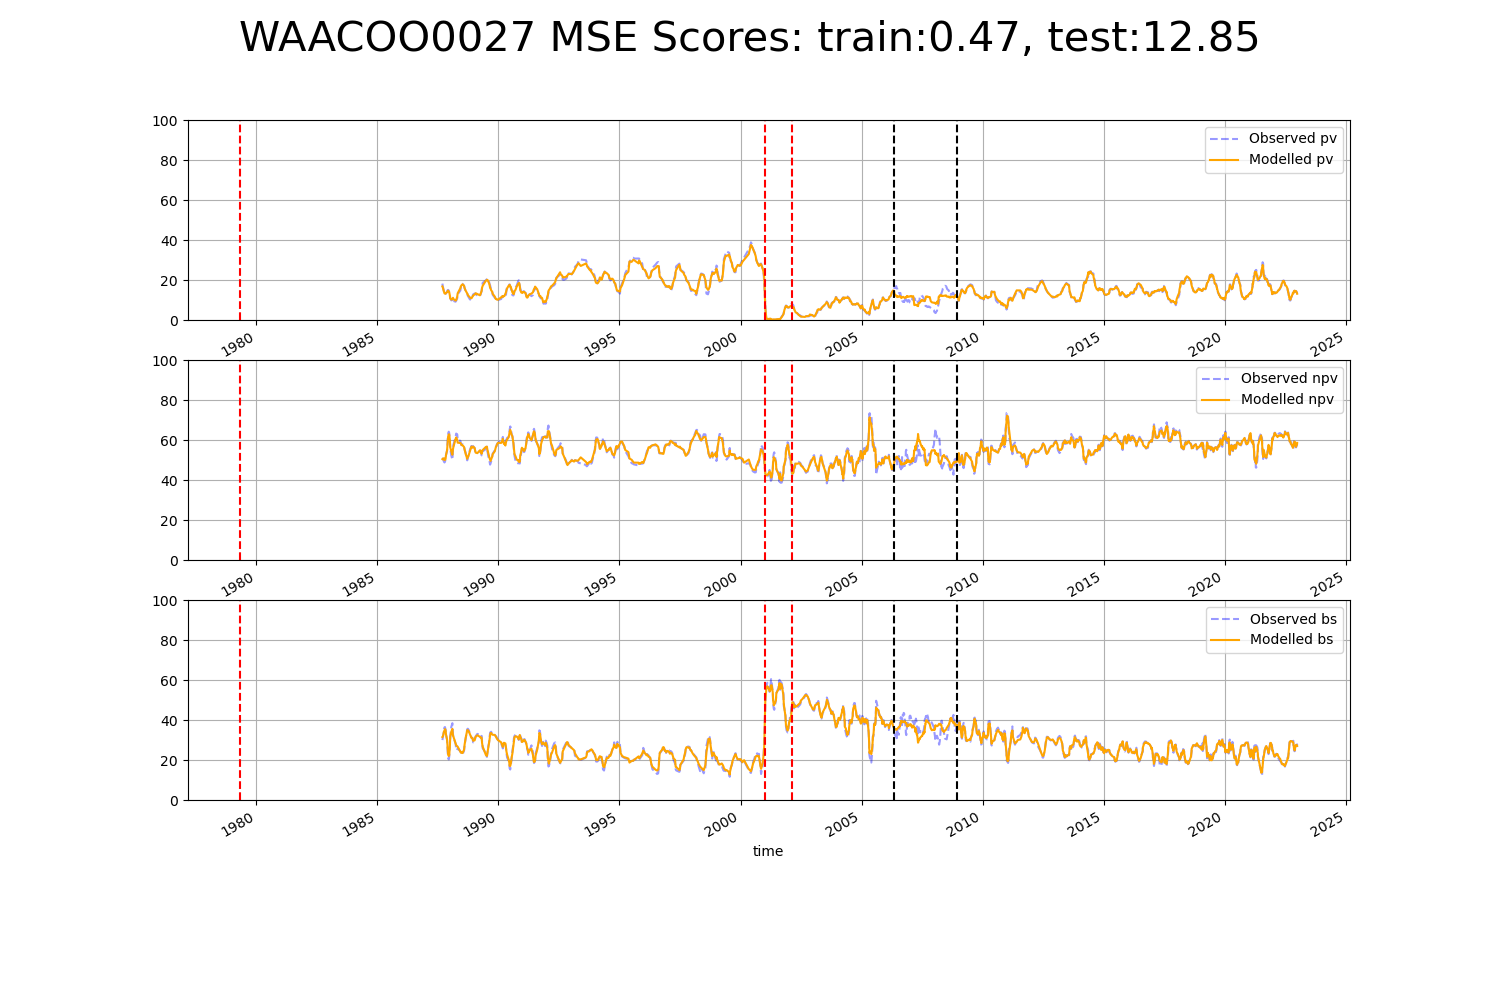 WAACOO0027 MSE Scores: train:0.47, test:12.85
100
80
60
40
20
0
Observed pv
Modelled pv
1980 1985 1990 1995 2000 2005 2010 2015 2020 2025
100
80
60
40
20
0
Observed npv
Modelled npv
1980 1985 1990 1995 2000 2005 2010 2015 2020 2025
100
80
60
40
20
0
Observed bs
Modelled bs
1980 1985 1990 1995 2000 2005 2010 2015 2020 2025
time